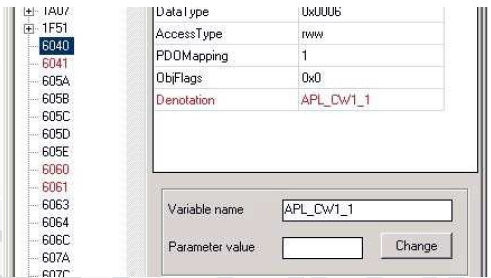 1A07
1F51
6040
6041
605A
605B
605C
605D
605E
6060
6061
6063
6064
606C
607A
607C
DataType 0x0006
AccessType rww
PDOMapping 1
ObjFlags 0x0
Denotation APL_CW1_1
Variable name APL_CW1_1
Parameter value Change